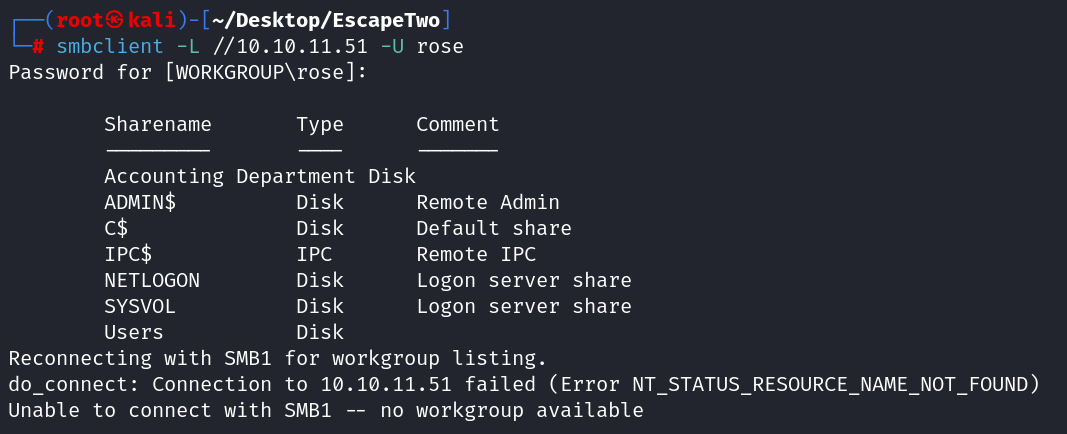 ┌──(root㉿kali)-[~/Desktop/EscapeTwo]
└─# smbclient -L //10.10.11.51 -U rose
Password for [WORKGROUP\rose]:
        Sharename       Type      Comment
        ---------       ----      -------
        Accounting Department Disk
        ADMIN$          Disk      Remote Admin
        C$              Disk      Default share
        IPC$            IPC       Remote IPC
        NETLOGON        Disk      Logon server share
        SYSVOL          Disk      Logon server share
        Users           Disk
Reconnecting with SMB1 for workgroup listing.
do_connect: Connection to 10.10.11.51 failed (Error NT_STATUS_RESOURCE_NAME_NOT_FOUND)
Unable to connect with SMB1 -- no workgroup available